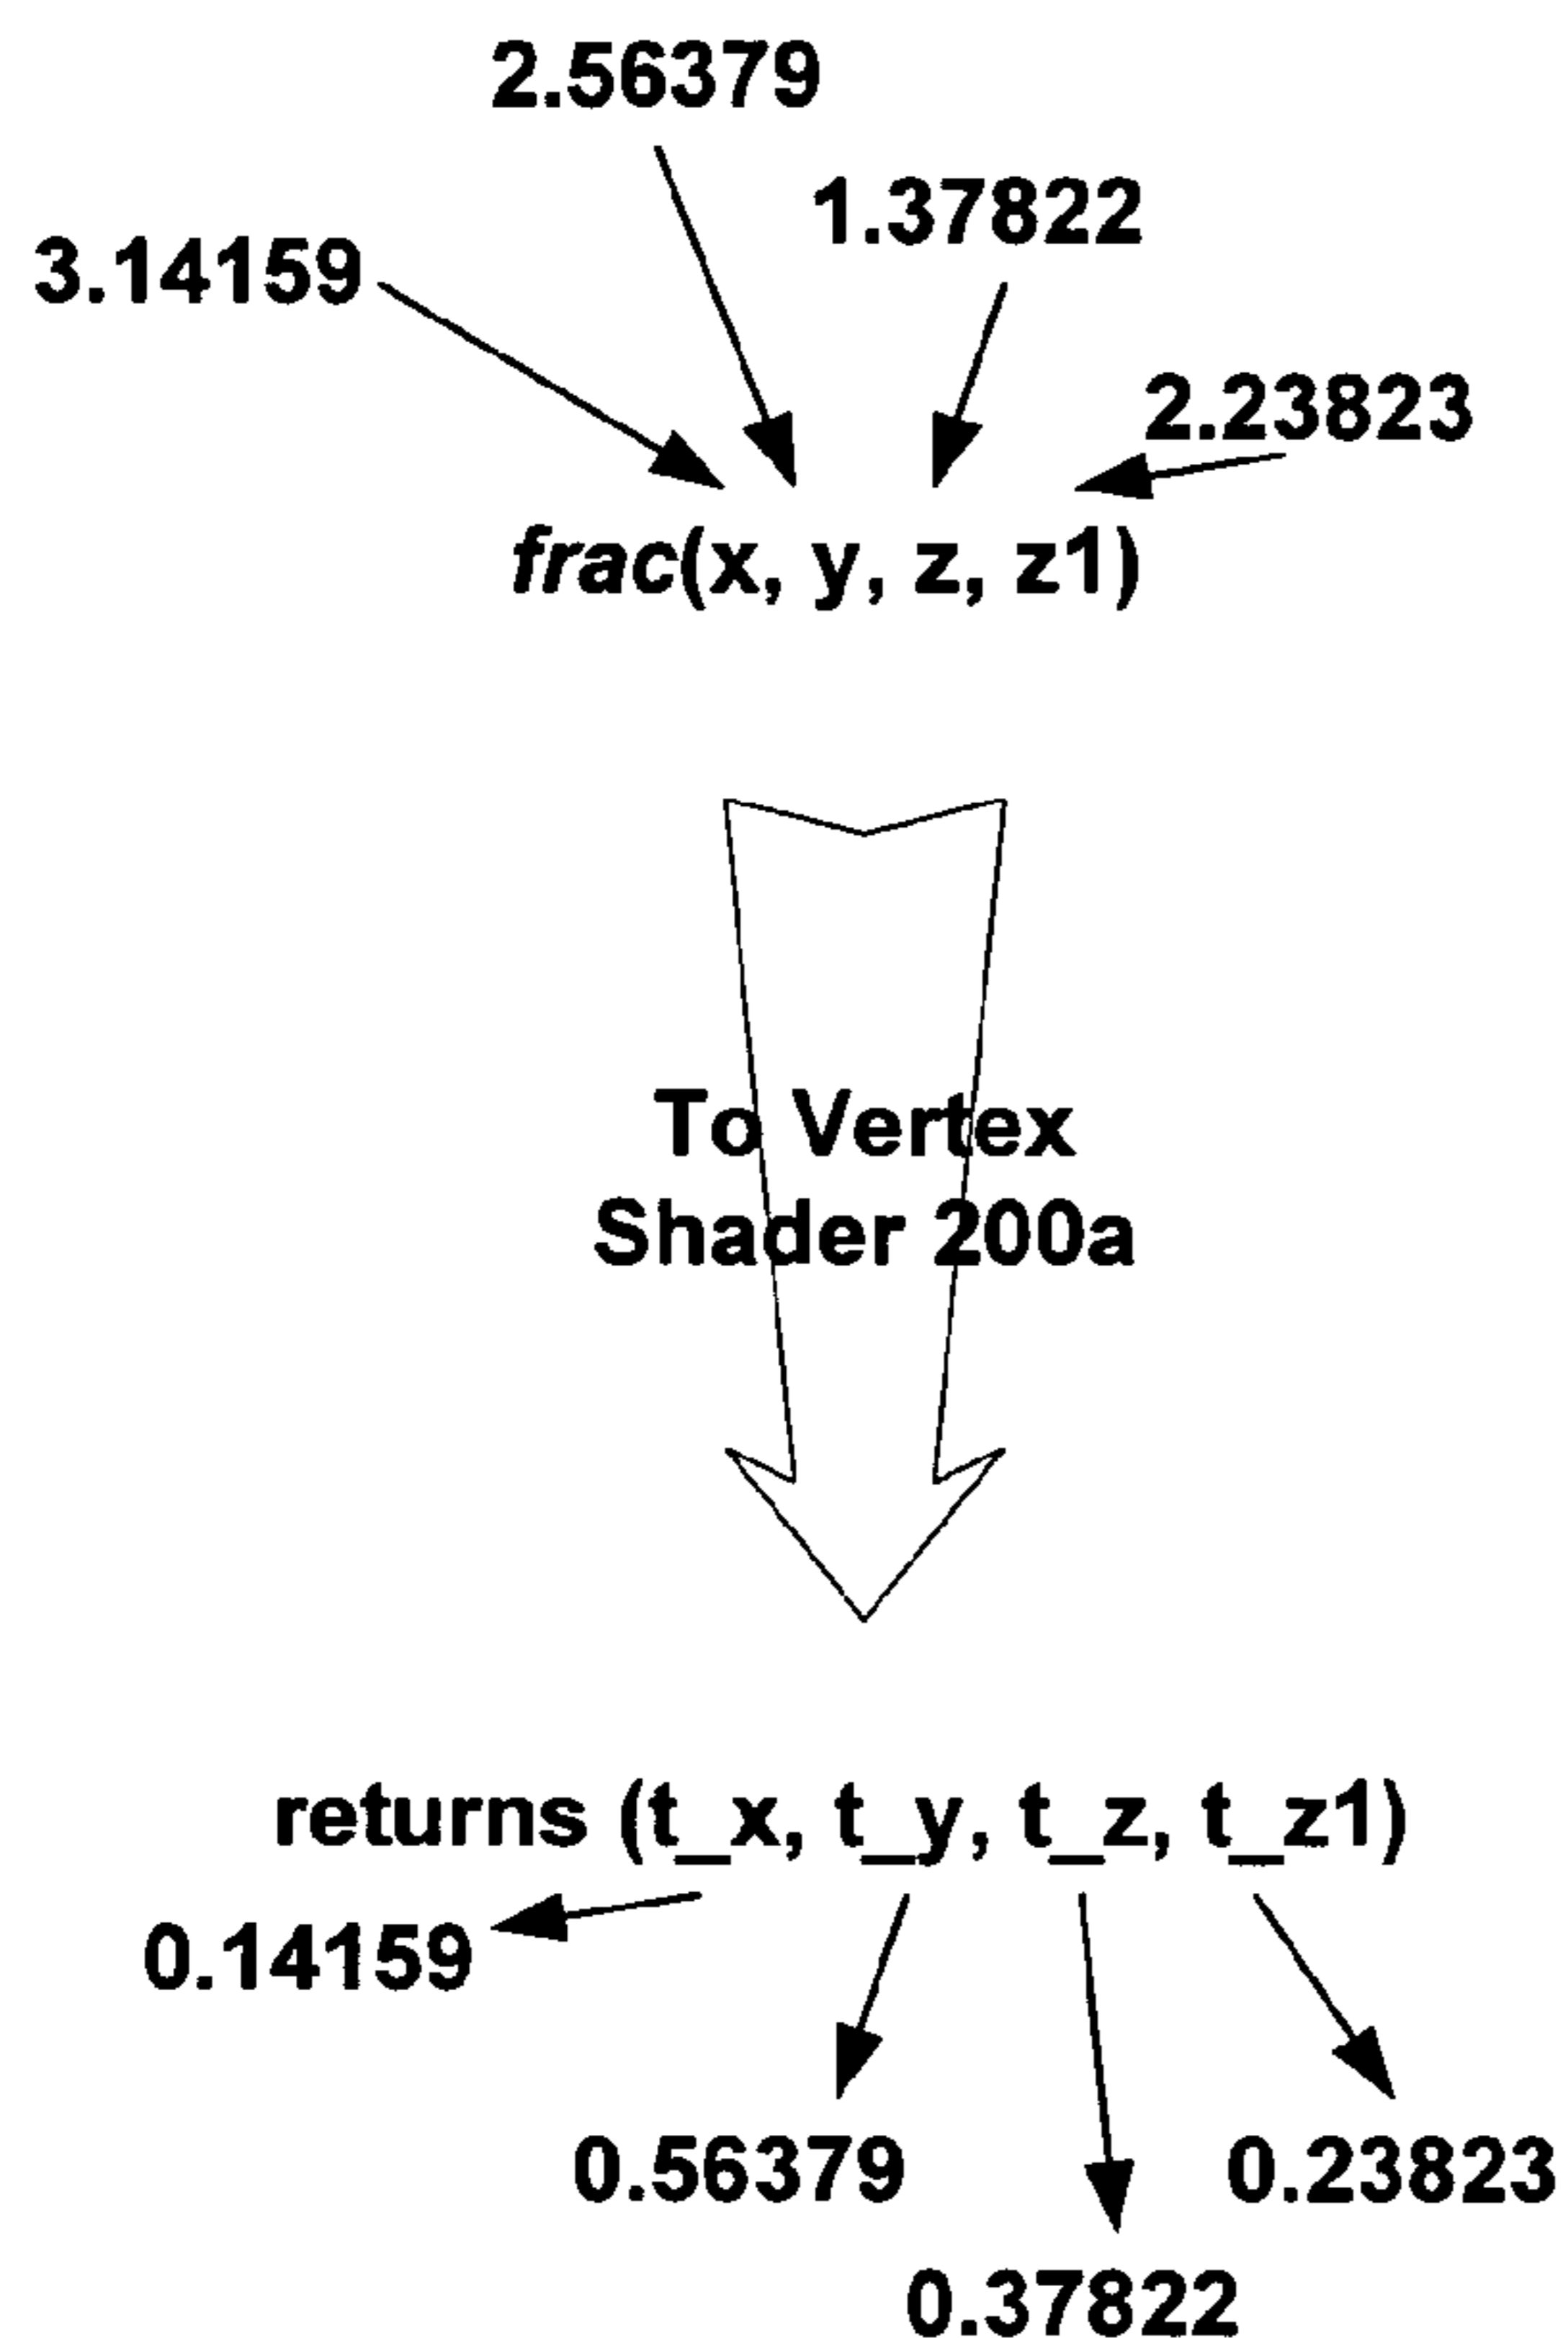 2.56379
1.37822
3.14159
2.23823
frac(x, y, z, z1)
To Vertex
Shader 200a
returns (t_x, t_y, t_z, t_z1)
0.14159
0.56379
0.23823
0.37822